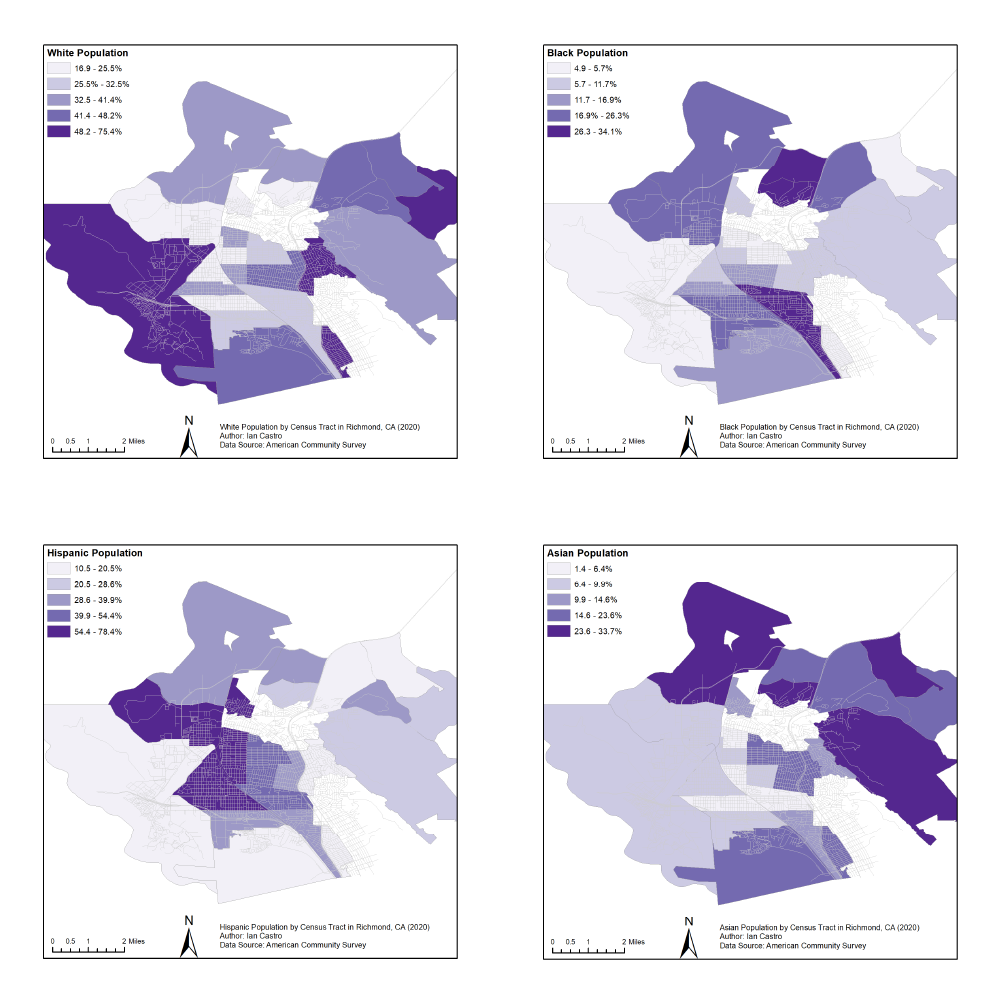 White Population
16.9 - 25.5%
25.5% - 32.5%
32.5 - 41.4%
41.4 - 48.2%
48.2 - 75.4%
N
0 0.5 1 2 Miles
White Population by Census Tract in Richmond, CA (2020)
Author: Ian Castro
Data Source: American Community Survey
Black Population
4.9 - 5.7%
5.7 - 11.7%
11.7 - 16.9%
16.9% - 26.3%
26.3 - 34.1%
N
0 0.5 1 2 Miles
Black Population by Census Tract in Richmond, CA (2020)
Author: Ian Castro
Data Source: American Community Survey
Hispanic Population
10.5 - 20.5%
20.5 - 28.6%
28.6 - 39.9%
39.9 - 54.4%
54.4 - 78.4%
N
0 0.5 1 2 Miles
Hispanic Population by Census Tract in Richmond, CA (2020)
Author: Ian Castro
Data Source: American Community Survey
Asian Population
1.4 - 6.4%
6.4 - 9.9%
9.9 - 14.6%
14.6 - 23.6%
23.6 - 33.7%
N
0 0.5 1 2 Miles
Asian Population by Census Tract in Richmond, CA (2020)
Author: Ian Castro
Data Source: American Community Survey